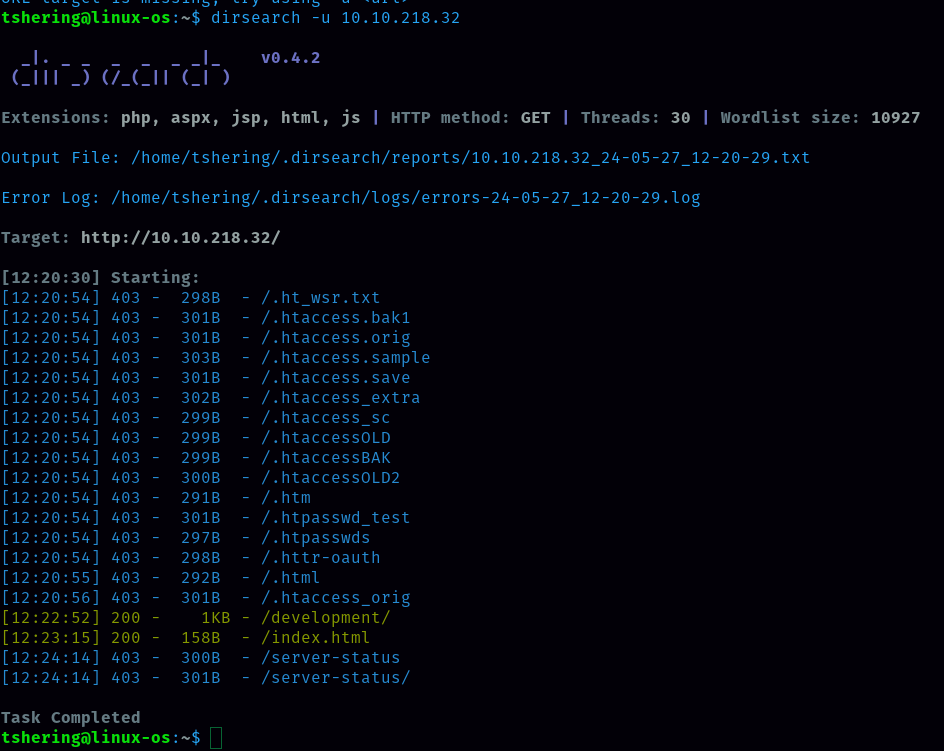 URL target is missing, try using -u <url>
tshering@linux-os:~$ dirsearch -u 10.10.218.32
 _|. _ _  _  _  _ _|_    v0.4.2
(_||| _) (/_(_|| (_| )
Extensions: php, aspx, jsp, html, js | HTTP method: GET | Threads: 30 | Wordlist size: 10927
Output File: /home/tshering/.dirsearch/reports/10.10.218.32_24-05-27_12-20-29.txt
Error Log: /home/tshering/.dirsearch/logs/errors-24-05-27_12-20-29.log
Target: http://10.10.218.32/
[12:20:30] Starting:
[12:20:54] 403 -  298B  - /.ht_wsr.txt
[12:20:54] 403 -  301B  - /.htaccess.bak1
[12:20:54] 403 -  301B  - /.htaccess.orig
[12:20:54] 403 -  303B  - /.htaccess.sample
[12:20:54] 403 -  301B  - /.htaccess.save
[12:20:54] 403 -  302B  - /.htaccess_extra
[12:20:54] 403 -  299B  - /.htaccess_sc
[12:20:54] 403 -  299B  - /.htaccessOLD
[12:20:54] 403 -  299B  - /.htaccessBAK
[12:20:54] 403 -  300B  - /.htaccessOLD2
[12:20:54] 403 -  291B  - /.htm
[12:20:54] 403 -  301B  - /.htpasswd_test
[12:20:54] 403 -  297B  - /.htpasswds
[12:20:54] 403 -  298B  - /.httr-oauth
[12:20:55] 403 -  292B  - /.html
[12:20:56] 403 -  301B  - /.htaccess_orig
[12:22:52] 200 -    1KB - /development/
[12:23:15] 200 -  158B  - /index.html
[12:24:14] 403 -  300B  - /server-status
[12:24:14] 403 -  301B  - /server-status/
Task Completed
tshering@linux-os:~$